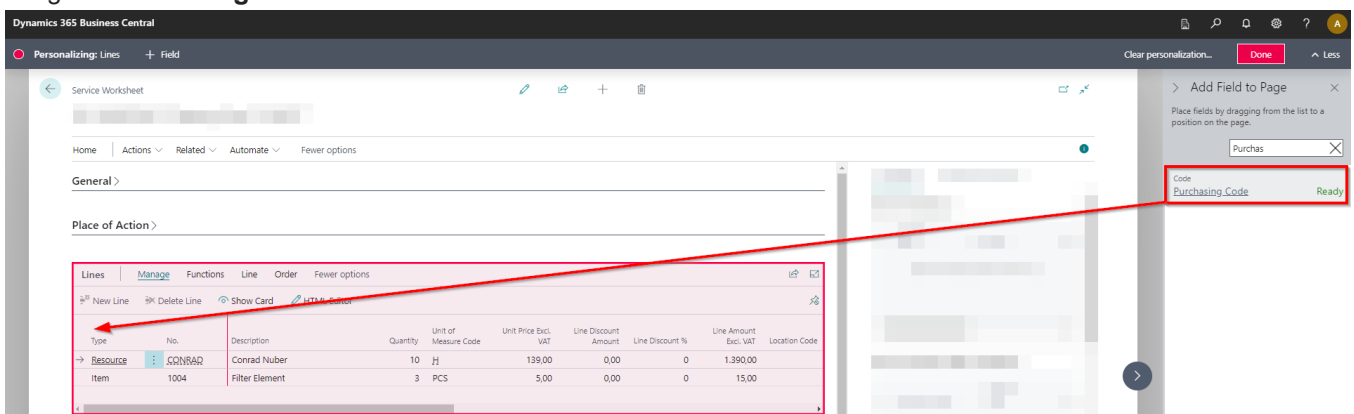 Dynamics 365 Business Central
? A
Personalizing: Lines + Field Clear personalization... Done Less
Service Worksheet
Home Actions Related Automate Fewer options
General >
Place of Action >
Lines Manage Functions Line Order Fewer options
New Line Delete Line Show Card HTML Editor
Type No. Description Quantity Unit of Measure Code Unit Price Excl. VAT Line Discount Amount Line Discount % Line Amount Excl. VAT Location Code
Resource CONRAD Conrad Nuber 10 H 139,00 0,00 0 1.390,00
Item 1004 Filter Element 3 PCS 5,00 0,00 0 15,00
Add Field to Page
Place fields by dragging from the list to a
position on the page.
Purchas
Code
Purchasing Code Ready